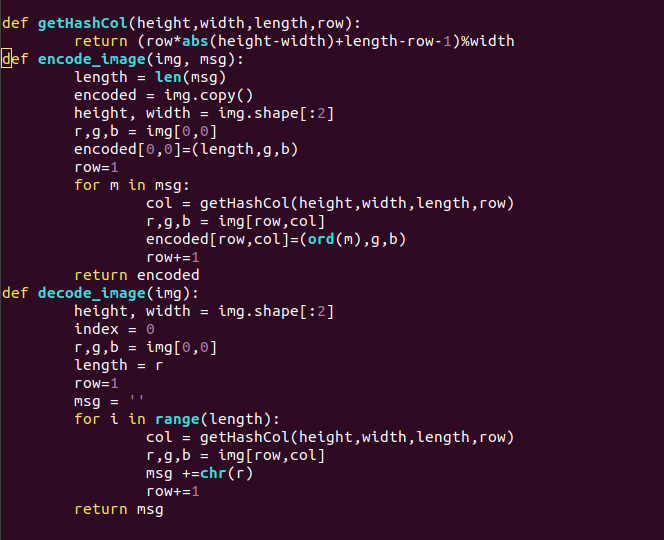 def getHashCol(height,width,length,row):
        return (row*abs(height-width)+length-row-1)%width
def encode_image(img, msg):
        length = len(msg)
        encoded = img.copy()
        height, width = img.shape[:2]
        r,g,b = img[0,0]
        encoded[0,0]=(length,g,b)
        row=1
        for m in msg:
                col = getHashCol(height,width,length,row)
                r,g,b = img[row,col]
                encoded[row,col]=(ord(m),g,b)
                row+=1
        return encoded
def decode_image(img):
        height, width = img.shape[:2]
        index = 0
        r,g,b = img[0,0]
        length = r
        row=1
        msg = ''
        for i in range(length):
                col = getHashCol(height,width,length,row)
                r,g,b = img[row,col]
                msg +=chr(r)
                row+=1
        return msg